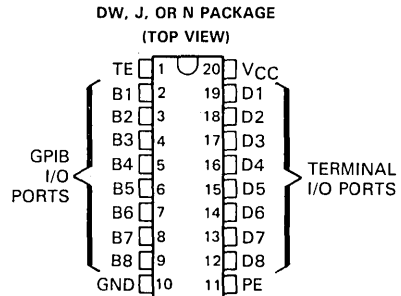 DW, J, OR N PACKAGE
(TOP VIEW)
TE 1 20 VCC
B1 2 19 D1
B2 3 18 D2
B3 4 17 D3
B4 5 16 D4
B5 6 15 D5
B6 7 14 D6
B7 8 13 D7
B8 9 12 D8
GND 10 11 PE
GPIB
I/O
PORTS
TERMINAL
I/O PORTS